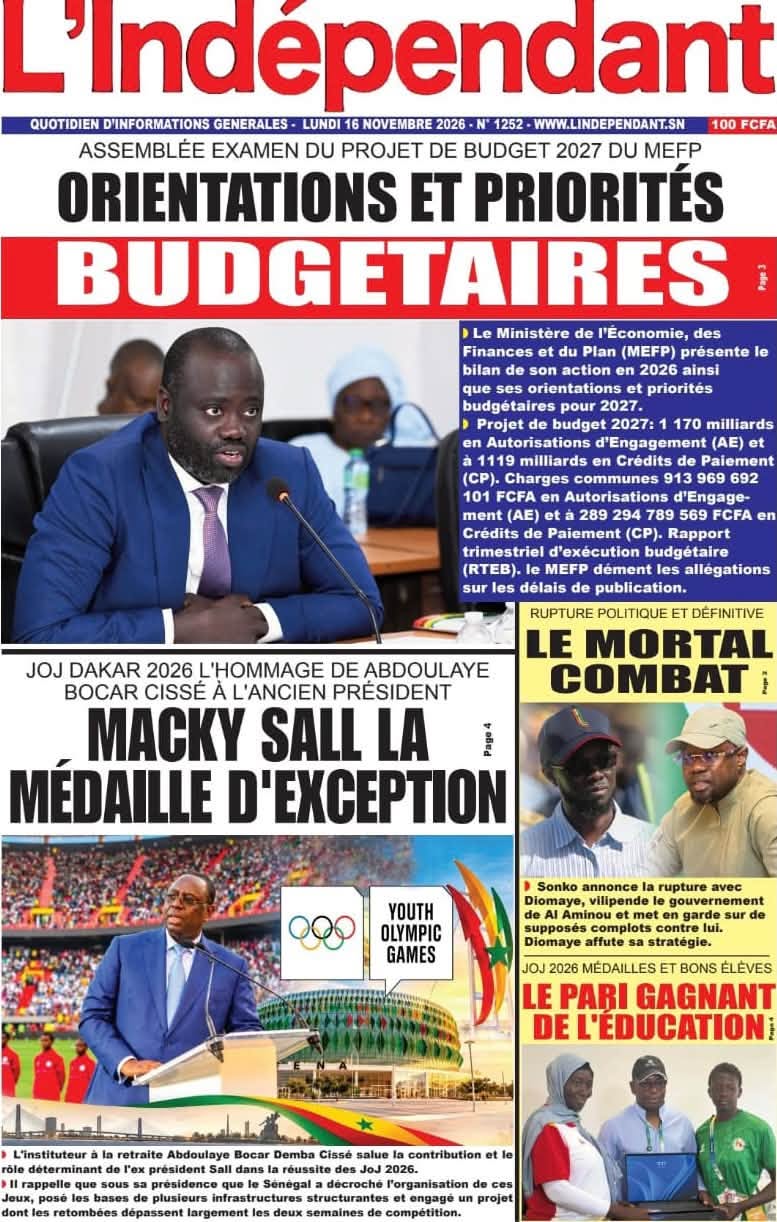 L'Indépendant
QUOTIDIEN D'INFORMATIONS GENERALES - LUNDI 16 NOVEMBRE 2026 - N° 1252 - WWW.LINDEPENDANT.SN
100 FCFA
ASSEMBLÉE EXAMEN DU PROJET DE BUDGET 2027 DU MEFP
ORIENTATIONS ET PRIORITÉS
BUDGETAIRES
Page 3
Le Ministère de l'Économie, des
Finances et du Plan (MEFP) présente le
bilan de son action en 2026 ainsi
que ses orientations et priorités
budgétaires pour 2027.
Projet de budget 2027: 1 170 milliards
en Autorisations d'Engagement (AE) et
à 1119 milliards en Crédits de Paiement
(CP). Charges communes 913 969 692
101 FCFA en Autorisations d'Engage-
ment (AE) et à 289 294 789 569 FCFA en
Crédits de Paiement (CP). Rapport
trimestriel d'exécution budgétaire
(RTEB). le MEFP dément les allégations
sur les délais de publication.
JOJ DAKAR 2026 L'HOMMAGE DE ABDOULAYE
BOCAR CISSÉ À L'ANCIEN PRÉSIDENT
MACKY SALL LA
MÉDAILLE D'EXCEPTION
Page 4
YOUTH
OLYMPIC
GAMES
ENA
L'instituteur à la retraite Abdoulaye Bocar Demba Cissé salue la contribution et le
rôle déterminant de l'ex président Sall dans la réussite des JoJ 2026.
Il rappelle que sous sa présidence que le Sénégal a décroché l'organisation de ces
Jeux, posé les bases de plusieurs infrastructures structurantes et engagé un projet
dont les retombées dépassent largement les deux semaines de compétition.
RUPTURE POLITIQUE ET DÉFINITIVE
LE MORTAL
COMBAT
Page 2
Sonko annonce la rupture avec
Diomaye, vilipende le gouvernement
de Al Aminou et met en garde sur de
supposés complots contre lui.
Diomaye affute sa stratégie.
JOJ 2026 MÉDAILLES ET BONS ÉLÈVES
LE PARI GAGNANT
DE L'ÉDUCATION
Page 4